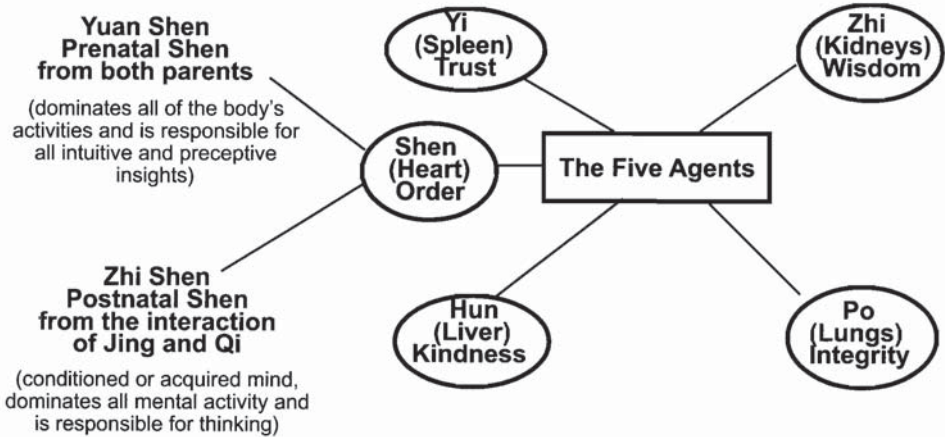 Yuan Shen
Prenatal Shen
from both parents
(dominates all of the body's
activities and is responsible for
all intuitive and preceptive
insights)
Zhi Shen
Postnatal Shen
from the interaction
of Jing and Qi
(conditioned or acquired mind,
dominates all mental activity and
is responsible for thinking)
Shen
(Heart)
Order
Yi
(Spleen)
Trust
Hun
(Liver)
Kindness
The Five Agents
Zhi
(Kidneys)
Wisdom
Po
(Lungs)
Integrity